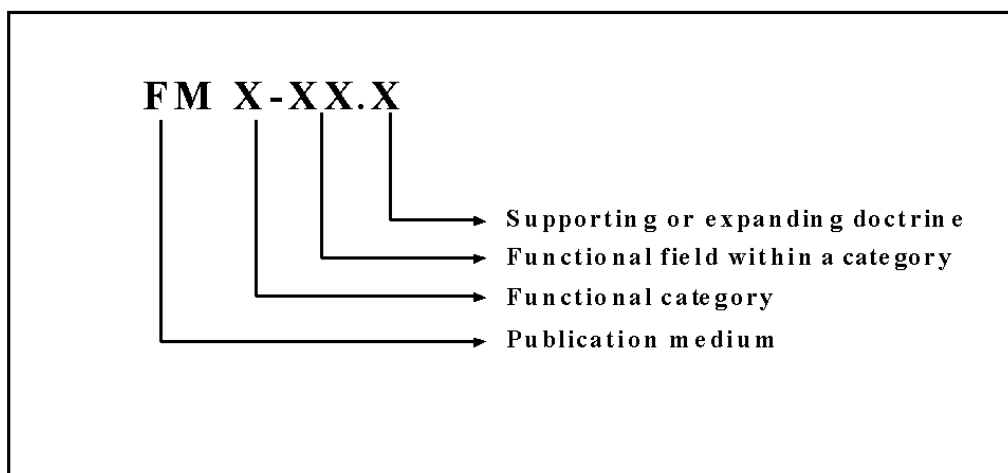 FM X-XX.X
Supporting or expanding doctrine
Functional field within a category
Functional category
Publication medium